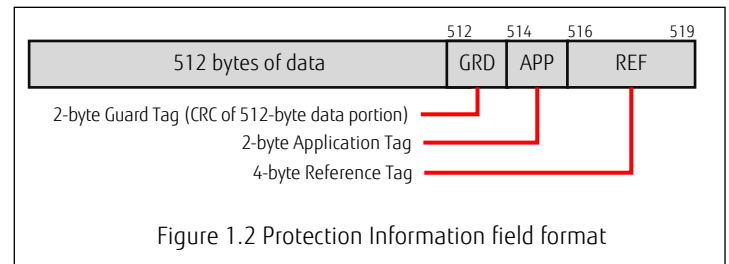 512 514 516 519
512 bytes of data GRD APP REF
2-byte Guard Tag (CRC of 512-byte data portion)
2-byte Application Tag
4-byte Reference Tag
Figure 1.2 Protection Information field format